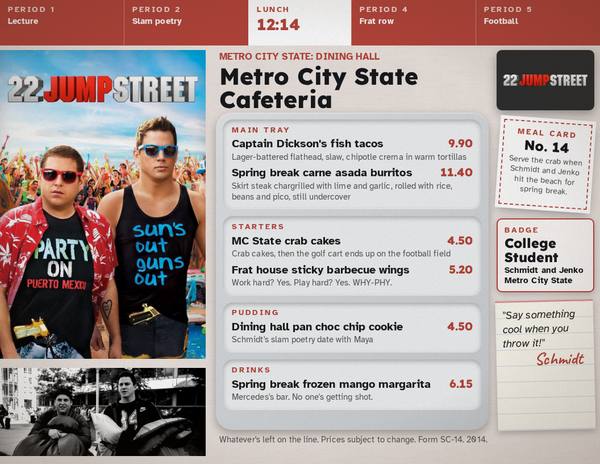 PERIOD 1
Lecture
PERIOD 2
Slam poetry
LUNCH
12:14
PERIOD 4
Frat row
PERIOD 5
Football
22 JUMP STREET
PARTY
ON
PUERTO MEXICO
sun's
out
guns
out
METRO CITY STATE: DINING HALL
Metro City State
Cafeteria
MAIN TRAY
Captain Dickson's fish tacos 9.90
Lager-battered flathead, slaw, chipotle crema in warm tortillas
Spring break carne asada burritos 11.40
Skirt steak chargrilled with lime and garlic, rolled with rice,
beans and pico, still undercover
STARTERS
MC State crab cakes 4.50
Crab cakes, then the golf cart ends up on the football field
Frat house sticky barbecue wings 5.20
Work hard? Yes. Play hard? Yes. WHY-PHY.
PUDDING
Dining hall pan choc chip cookie 4.50
Schmidt's slam poetry date with Maya
DRINKS
Spring break frozen mango margarita 6.15
Mercedes's bar. No one's getting shot.
Whatever's left on the line. Prices subject to change. Form SC-14. 2014.
22 JUMP STREET
MEAL CARD
No. 14
Serve the crab when
Schmidt and Jenko
hit the beach for
spring break.
BADGE
College
Student
Schmidt and Jenko
Metro City State
"Say something
cool when you
throw it!"
Schmidt